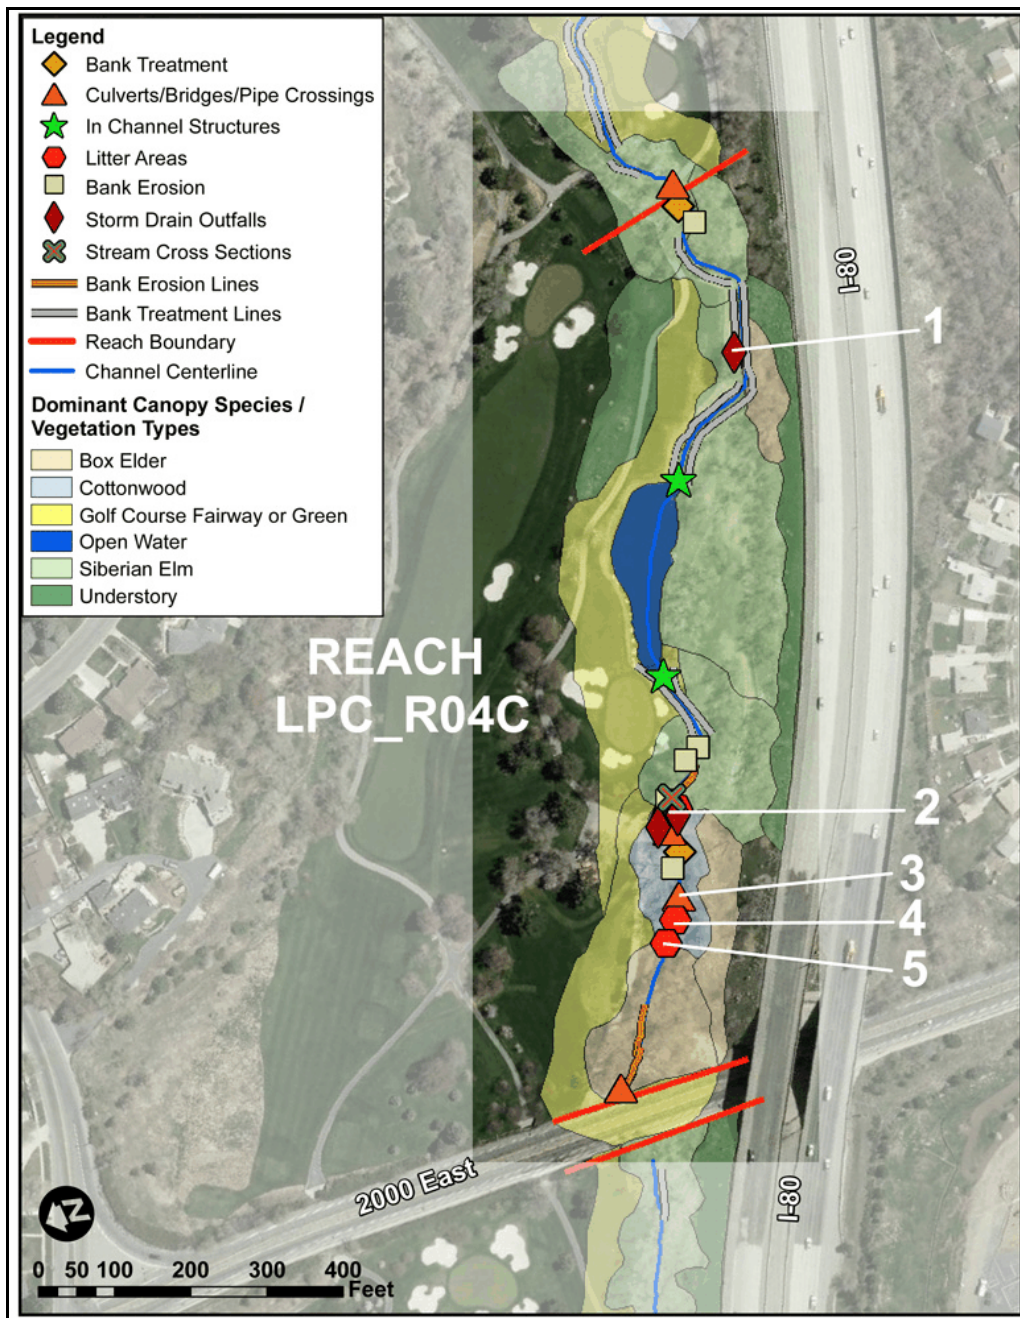 Legend
Bank Treatment
Culverts/Bridges/Pipe Crossings
In Channel Structures
Litter Areas
Bank Erosion
Storm Drain Outfalls
Stream Cross Sections
Bank Erosion Lines
Bank Treatment Lines
Reach Boundary
Channel Centerline
Dominant Canopy Species /
Vegetation Types
Box Elder
Cottonwood
Golf Course Fairway or Green
Open Water
Siberian Elm
Understory
I-80
1
REACH
LPC_R04C
2
3
4
5
2000 East
I-80
N
0 50 100 200 300 400
Feet